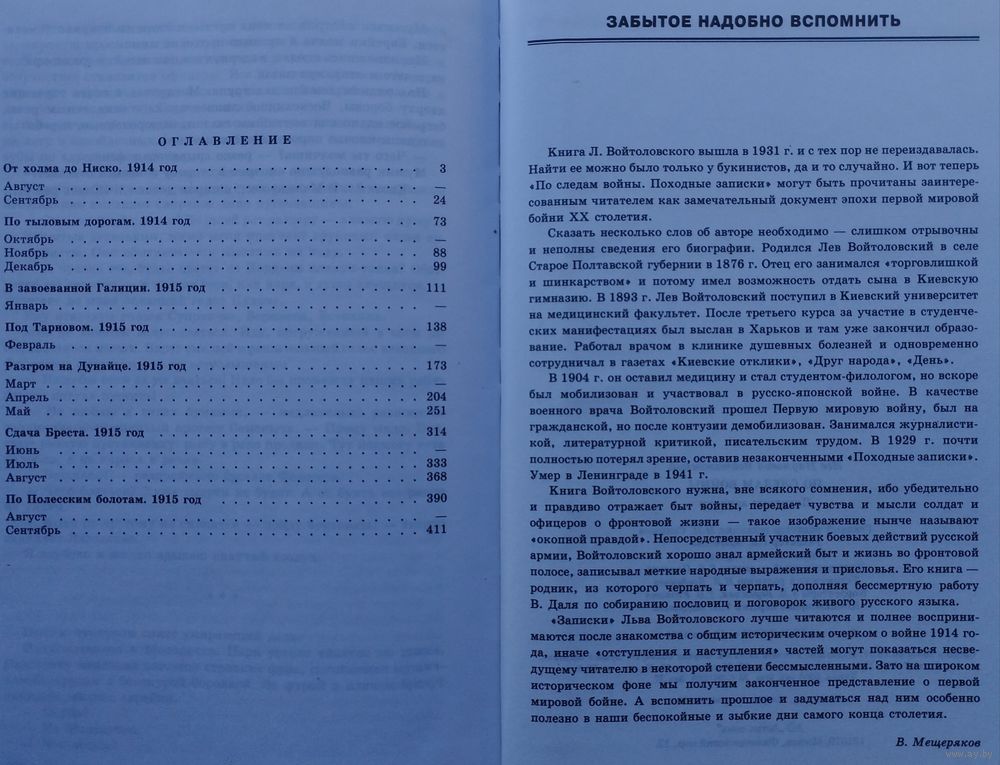 ОГЛАВЛЕНИЕ
От холма до Ниско. 1914 год . . . . . . . . . . . . . . . . . . 3
Август . . . . . . . . . . . . . . . . . . . . . . . . . . . —
Сентябрь . . . . . . . . . . . . . . . . . . . . . . . . . . 24
По тыловым дорогам. 1914 год . . . . . . . . . . . . . . . . 73
Октябрь . . . . . . . . . . . . . . . . . . . . . . . . . . —
Ноябрь . . . . . . . . . . . . . . . . . . . . . . . . . . . 88
Декабрь . . . . . . . . . . . . . . . . . . . . . . . . . . 99
В завоеванной Галиции. 1915 год . . . . . . . . . . . . . . . 111
Январь . . . . . . . . . . . . . . . . . . . . . . . . . . . —
Под Тарновом. 1915 год . . . . . . . . . . . . . . . . . . . 138
Февраль . . . . . . . . . . . . . . . . . . . . . . . . . . —
Разгром на Дунайце. 1915 год . . . . . . . . . . . . . . . . 173
Март . . . . . . . . . . . . . . . . . . . . . . . . . . . . —
Апрель . . . . . . . . . . . . . . . . . . . . . . . . . . . 204
Май . . . . . . . . . . . . . . . . . . . . . . . . . . . . 251
Сдача Бреста. 1915 год . . . . . . . . . . . . . . . . . . . 314
Июнь . . . . . . . . . . . . . . . . . . . . . . . . . . . . —
Июль . . . . . . . . . . . . . . . . . . . . . . . . . . . . 333
Август . . . . . . . . . . . . . . . . . . . . . . . . . . . 368
По Полесским болотам. 1915 год . . . . . . . . . . . . . . . 390
Август . . . . . . . . . . . . . . . . . . . . . . . . . . . —
Сентябрь . . . . . . . . . . . . . . . . . . . . . . . . . . 411
ЗАБЫТОЕ НАДОБНО ВСПОМНИТЬ
Книга Л. Войтоловского вышла в 1931 г. и с тех пор не переиздавалась.
Найти ее можно было только у букинистов, да и то случайно. И вот теперь
«По следам войны. Походные записки» могут быть прочитаны заинтере-
сованным читателем как замечательный документ эпохи первой мировой
бойни XX столетия.
Сказать несколько слов об авторе необходимо — слишком отрывочны
и неполны сведения его биографии. Родился Лев Войтоловский в селе
Старое Полтавской губернии в 1876 г. Отец его занимался «торговлишкой
и шинкарством» и потому имел возможность отдать сына в Киевскую
гимназию. В 1893 г. Лев Войтоловский поступил в Киевский университет
на медицинский факультет. После третьего курса за участие в студенче-
ских манифестациях был выслан в Харьков и там уже закончил образо-
вание. Работал врачом в клинике душевных болезней и одновременно
сотрудничал в газетах «Киевские отклики», «Друг народа», «День».
В 1904 г. он оставил медицину и стал студентом-филологом, но вскоре
был мобилизован и участвовал в русско-японской войне. В качестве
военного врача Войтоловский прошел Первую мировую войну, был на
гражданской, но после контузии демобилизован. Занимался журналисти-
кой, литературной критикой, писательским трудом. В 1929 г. почти
полностью потерял зрение, оставив незаконченными «Походные записки».
Умер в Ленинграде в 1941 г.
Книга Войтоловского нужна, вне всякого сомнения, ибо убедительно
и правдиво отражает быт войны, передает чувства и мысли солдат и
офицеров о фронтовой жизни — такое изображение нынче называют
«окопной правдой». Непосредственный участник боевых действий русской
армии, Войтоловский хорошо знал армейский быт и жизнь во фронтовой
полосе, записывал меткие народные выражения и присловья. Его книга —
родник, из которого черпать и черпать, дополняя бессмертную работу
В. Даля по собиранию пословиц и поговорок живого русского языка.
«Записки» Льва Войтоловского лучше читаются и полнее восприни-
маются после знакомства с общим историческим очерком о войне 1914 го-
да, иначе «отступления и наступления» частей могут показаться несве-
дущему читателю в некоторой степени бессмысленными. Зато на широком
историческом фоне мы получим законченное представление о первой
мировой бойне. А вспомнить прошлое и задуматься над ним особенно
полезно в наши беспокойные и зыбкие дни самого конца столетия.
В. Мещеряков
www.ay.by